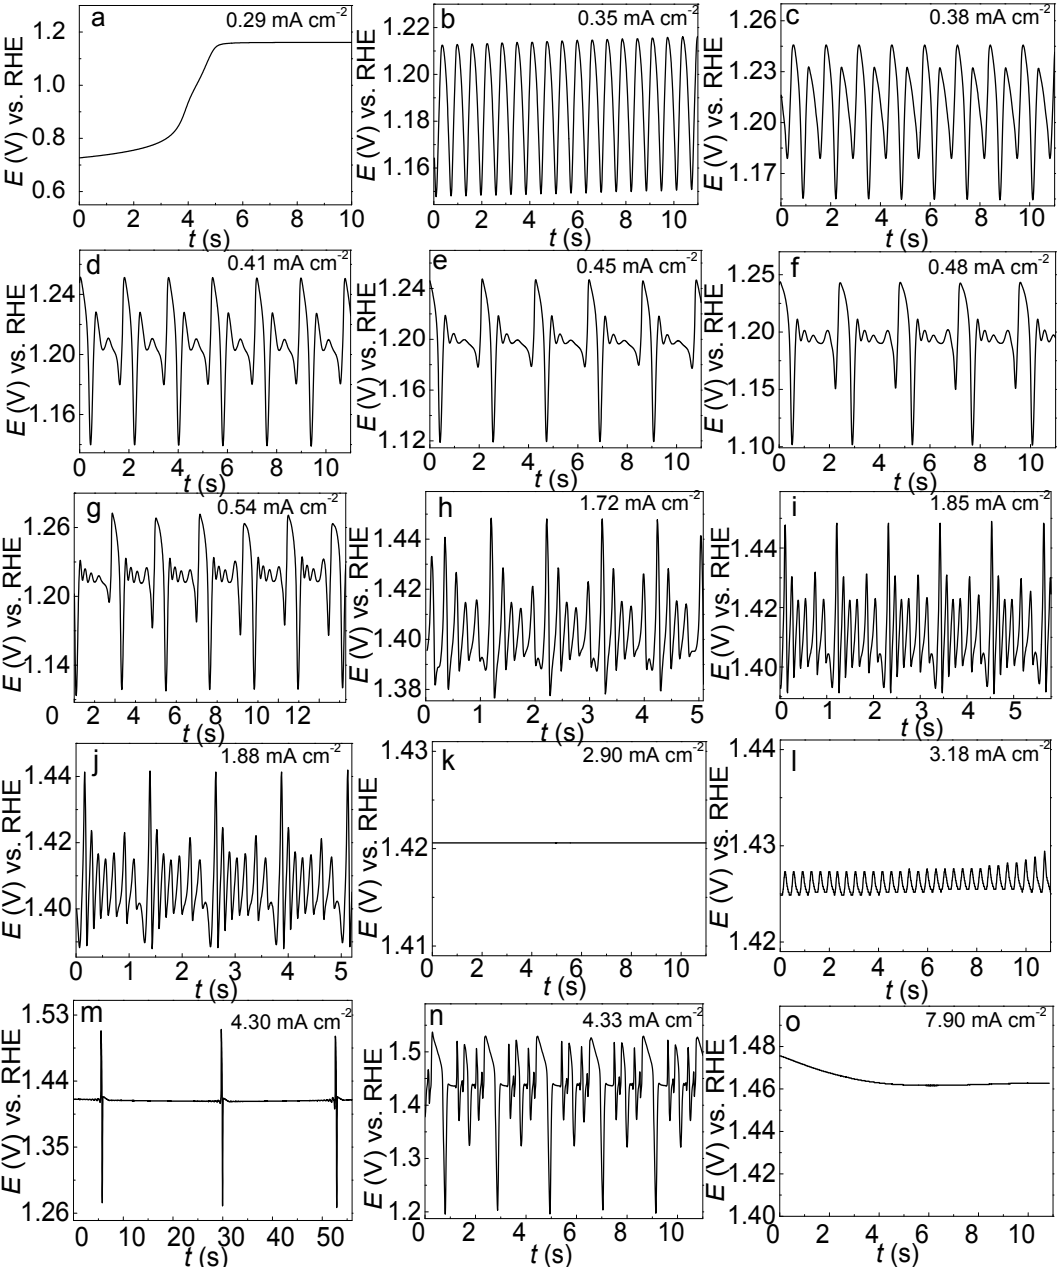 a 0.29 mA cm-2
E (V) vs. RHE
1.2
1.0
0.8
0.6
0 2 4 6 8 10
t (s)
b 0.35 mA cm-2
E (V) vs. RHE
1.22
1.20
1.18
1.16
0 2 4 6 8 10
t (s)
c 0.38 mA cm-2
E (V) vs. RHE
1.26
1.23
1.20
1.17
0 2 4 6 8 10
t (s)
d 0.41 mA cm-2
E (V) vs. RHE
1.24
1.20
1.16
0 2 4 6 8 10
t (s)
e 0.45 mA cm-2
E (V) vs. RHE
1.24
1.20
1.16
1.12
0 2 4 6 8 10
t (s)
f 0.48 mA cm-2
E (V) vs. RHE
1.25
1.20
1.15
1.10
0 2 4 6 8 10
t (s)
g 0.54 mA cm-2
E (V) vs. RHE
1.26
1.20
1.14
0 2 4 6 8 10 12
t (s)
h 1.72 mA cm-2
E (V) vs. RHE
1.44
1.42
1.40
1.38
0 1 2 3 4 5
t (s)
i 1.85 mA cm-2
E (V) vs. RHE
1.44
1.42
1.40
0 1 2 3 4 5
t (s)
j 1.88 mA cm-2
E (V) vs. RHE
1.44
1.42
1.40
0 1 2 3 4 5
t (s)
k 2.90 mA cm-2
E (V) vs. RHE
1.43
1.42
1.41
0 2 4 6 8 10
t (s)
l 3.18 mA cm-2
E (V) vs. RHE
1.44
1.43
1.42
0 2 4 6 8 10
t (s)
m 4.30 mA cm-2
E (V) vs. RHE
1.53
1.44
1.35
1.26
0 10 20 30 40 50
t (s)
n 4.33 mA cm-2
E (V) vs. RHE
1.5
1.4
1.3
1.2
0 2 4 6 8 10
t (s)
o 7.90 mA cm-2
E (V) vs. RHE
1.48
1.46
1.44
1.42
1.40
0 2 4 6 8 10
t (s)